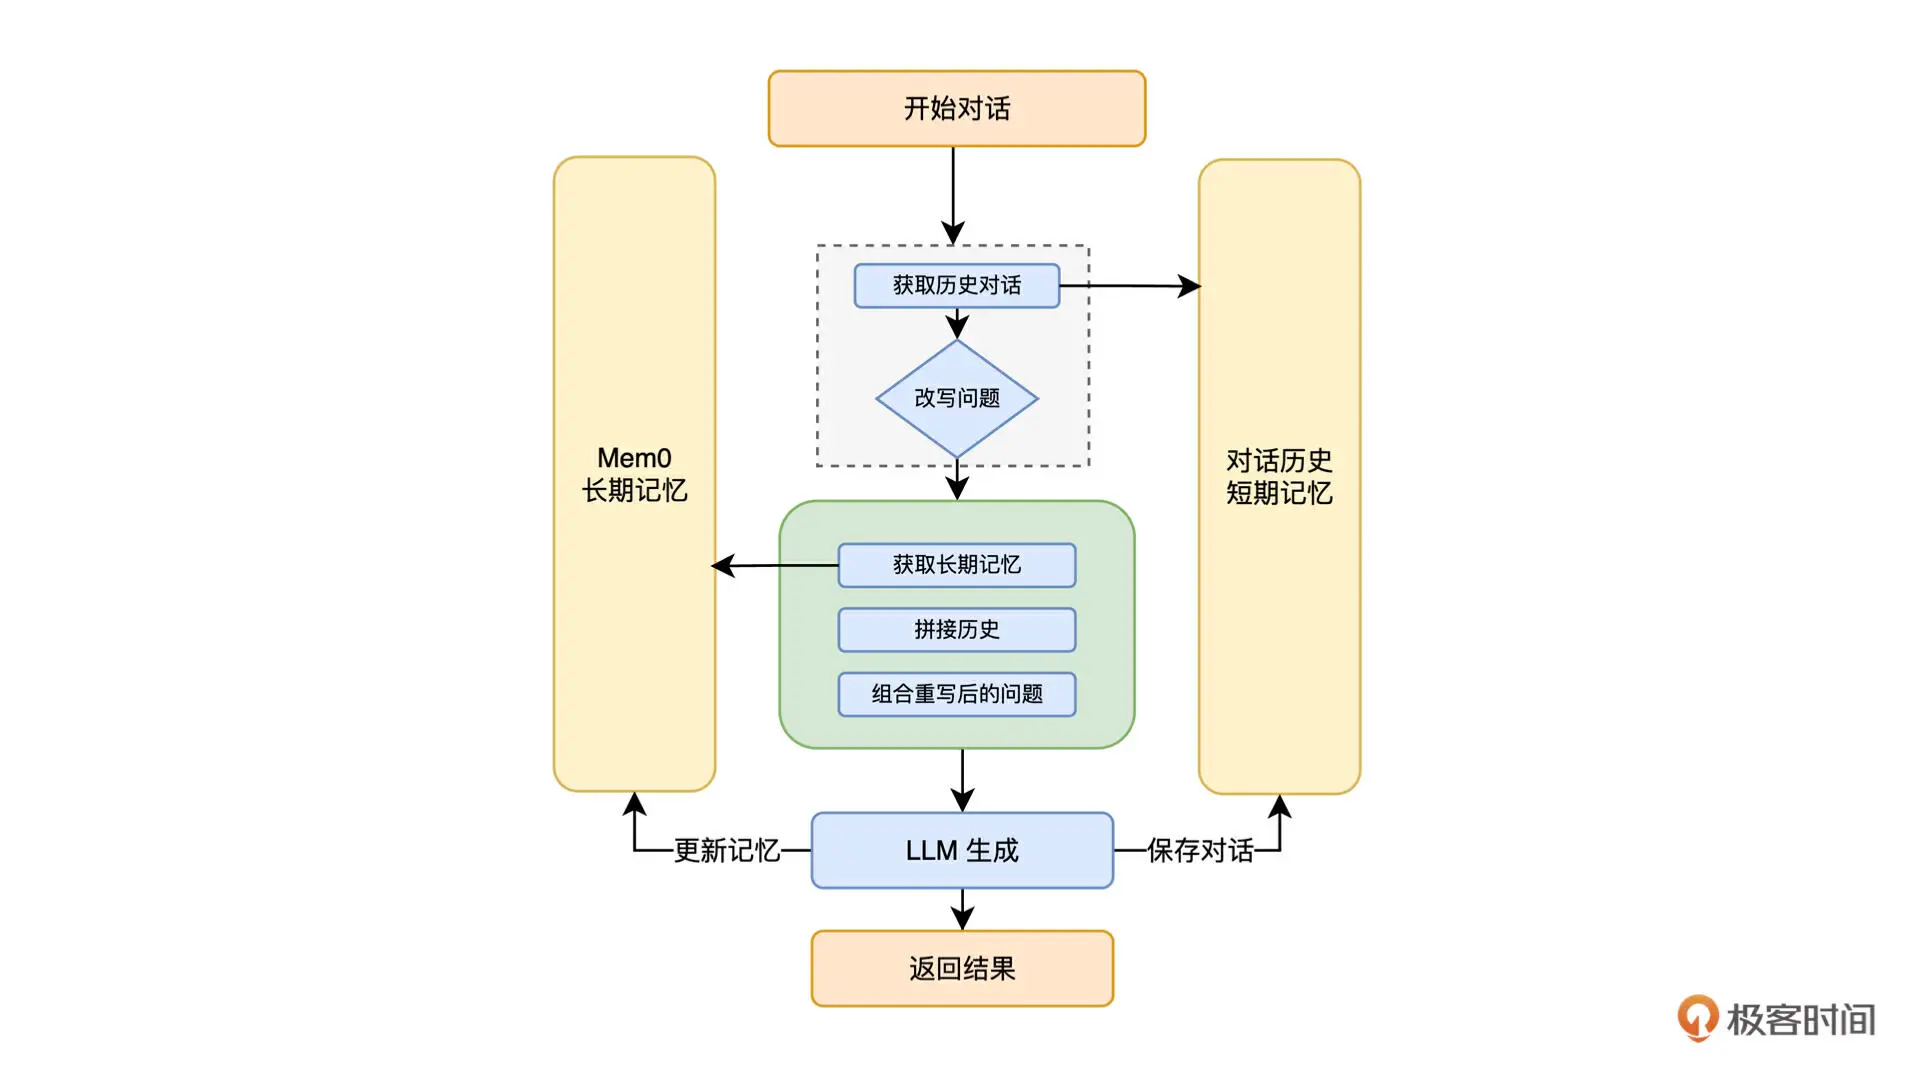 开始对话
获取历史对话
改写问题
Mem0
长期记忆
对话历史
短期记忆
获取长期记忆
拼接历史
组合重写后的问题
更新记忆
LLM 生成
保存对话
返回结果
极客时间